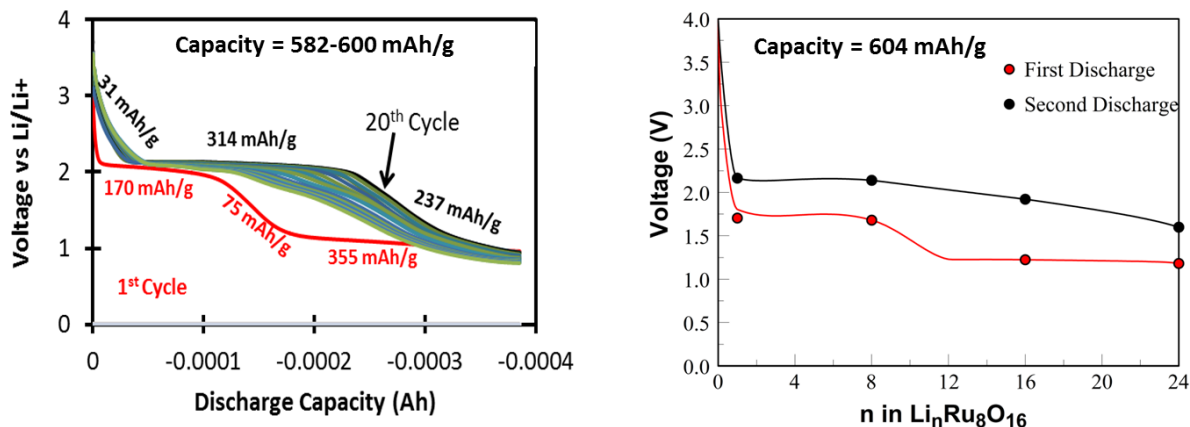 Capacity = 582-600 mAh/g
4
3
2
1
0
Voltage vs Li/Li+
31 mAh/g
314 mAh/g
20th Cycle
237 mAh/g
170 mAh/g
75 mAh/g
355 mAh/g
1st Cycle
0
-0.0001
-0.0002
-0.0003
-0.0004
Discharge Capacity (Ah)
Capacity = 604 mAh/g
First Discharge
Second Discharge
4.0
3.5
3.0
2.5
2.0
1.5
1.0
0.5
0.0
Voltage (V)
0
4
8
12
16
20
24
n in LinRu8O16